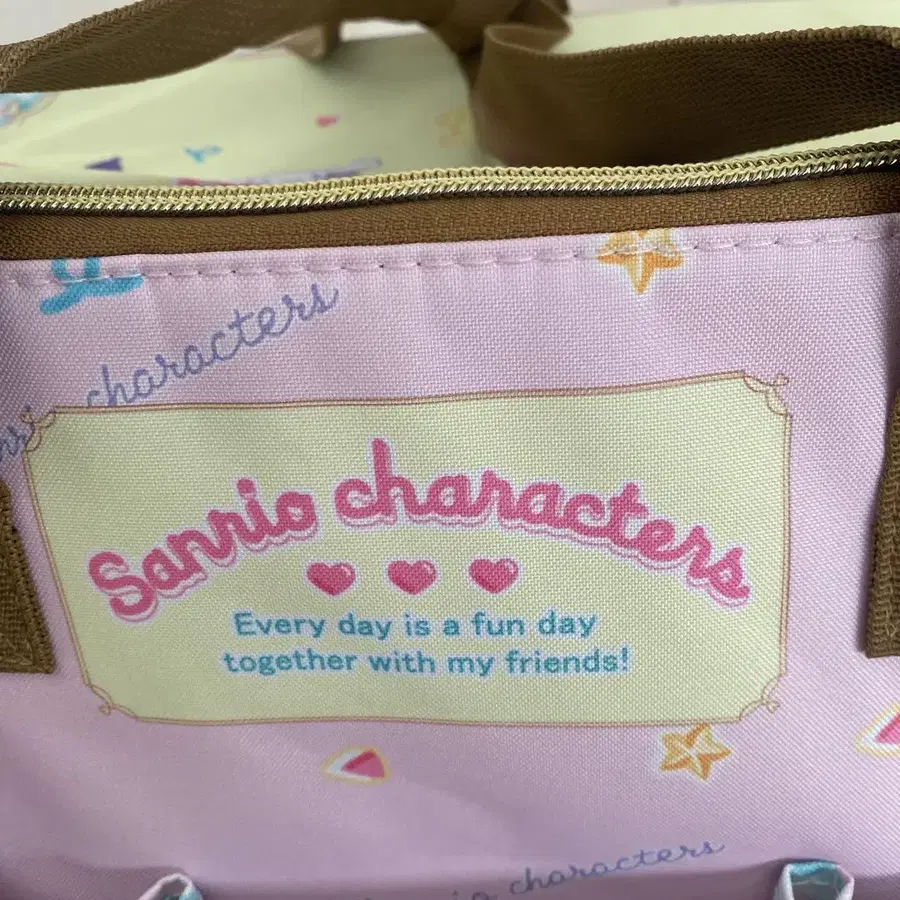 characters
Sanrio characters
Every day is a fun day
together with my friends!
characters